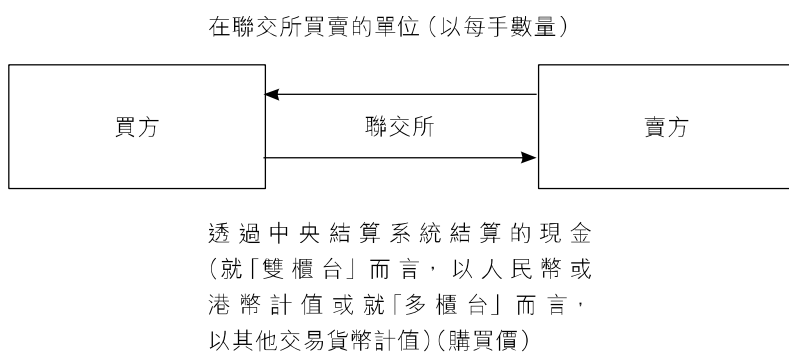 在聯交所買賣的單位（以每手數量）
買方
聯交所
賣方
透過中央結算系統結算的現金
（就「雙櫃台」而言，以人民幣或
港幣計值或就「多櫃台」而言，
以其他交易貨幣計值）（購買價）